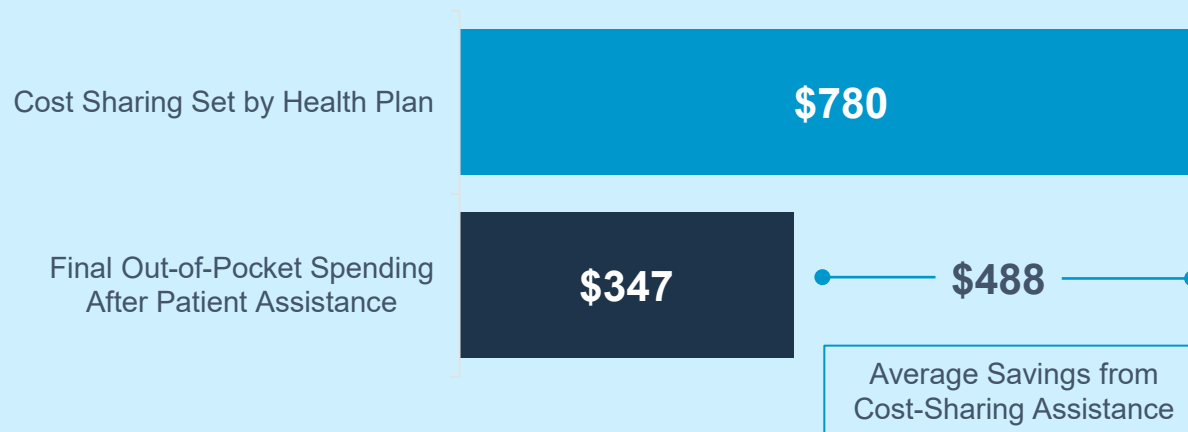 Cost Sharing Set by Health Plan
$780
Final Out-of-Pocket Spending
After Patient Assistance
$347
$488
Average Savings from
Cost-Sharing Assistance